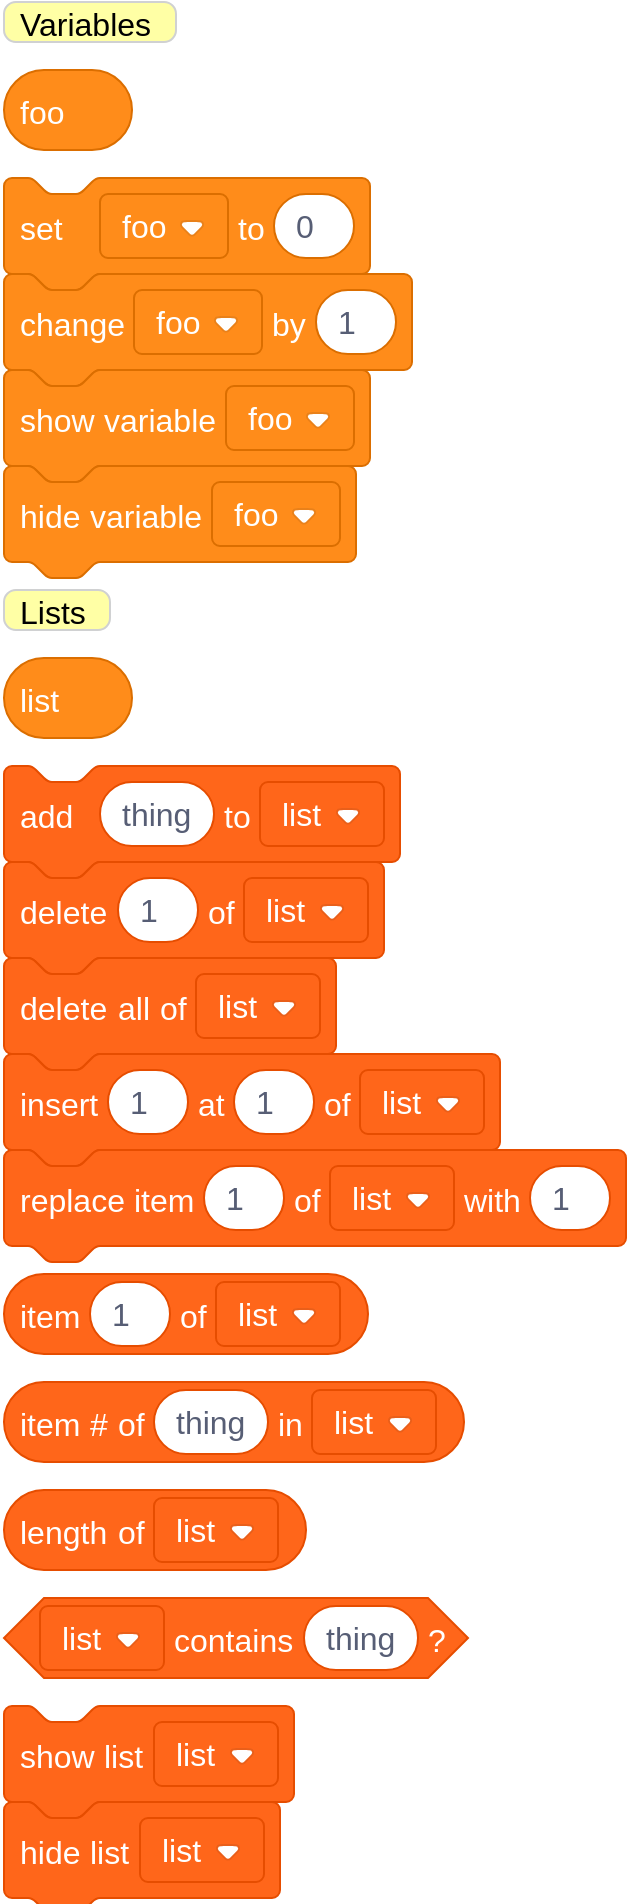 Variables
foo
set foo to 0
change foo by 1
show variable foo
hide variable foo
Lists
list
add thing to list
delete 1 of list
delete all of list
insert 1 at 1 of list
replace item 1 of list with 1
item 1 of list
item # of thing in list
length of list
list contains thing ?
show list list
hide list list